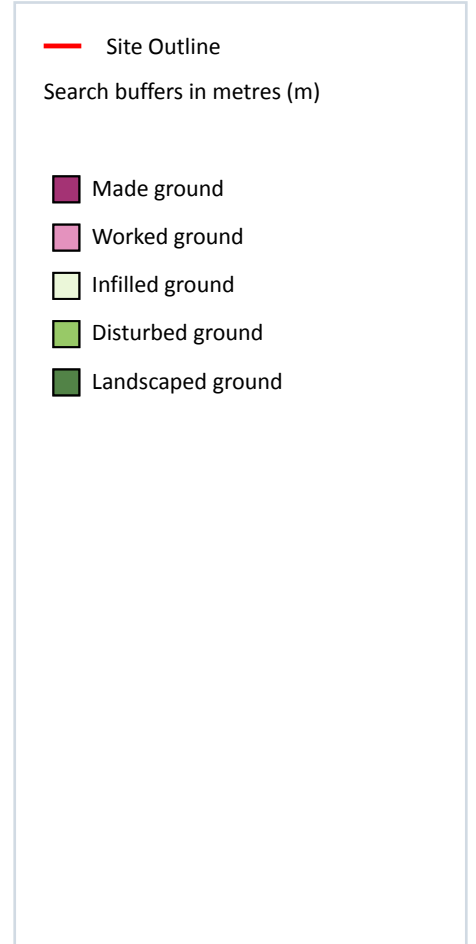 Site Outline
Search buffers in metres (m)
Made ground
Worked ground
Infilled ground
Disturbed ground
Landscaped ground